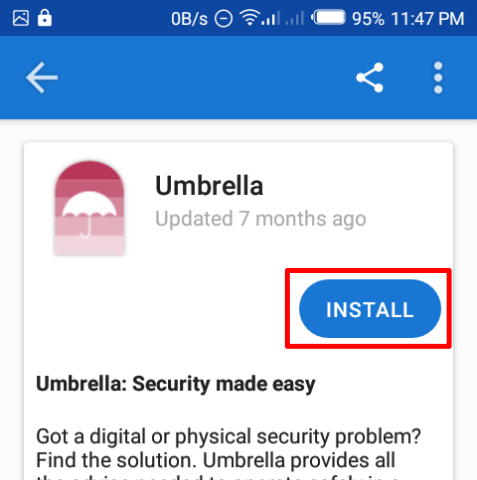 0B/s 95% 11:47 PM
Umbrella
Updated 7 months ago
INSTALL
Umbrella: Security made easy
Got a digital or physical security problem?
Find the solution. Umbrella provides all